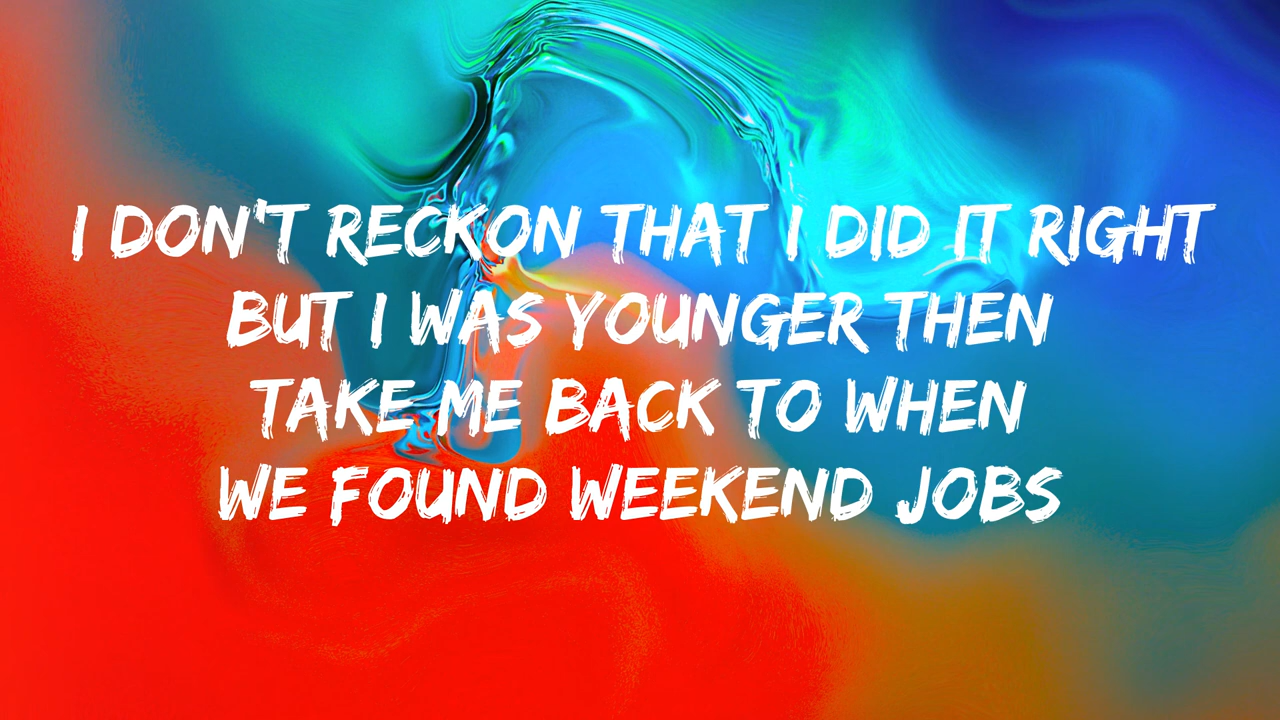 I DON'T RECKON THAT I DID IT RIGHT
BUT I WAS YOUNGER THEN
TAKE ME BACK TO WHEN
WE FOUND WEEKEND JOBS